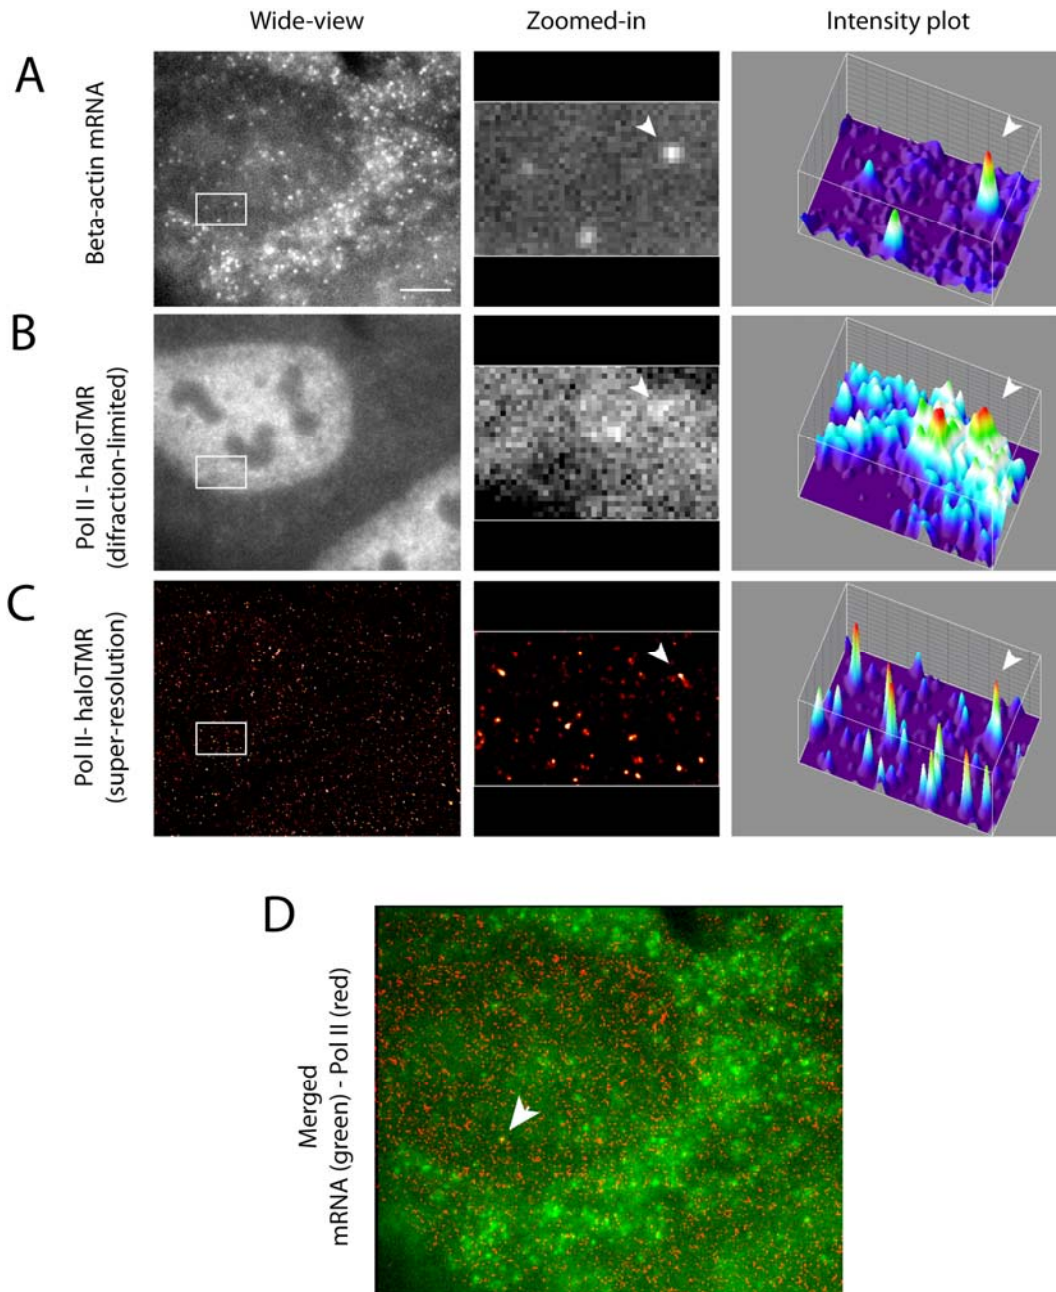 Wide-view
Zoomed-in
Intensity plot
A
Beta-actin mRNA
B
Pol II - haloTMR
(difraction-limited)
C
Pol II- haloTMR
(super-resolution)
D
Merged
mRNA (green) - Pol II (red)